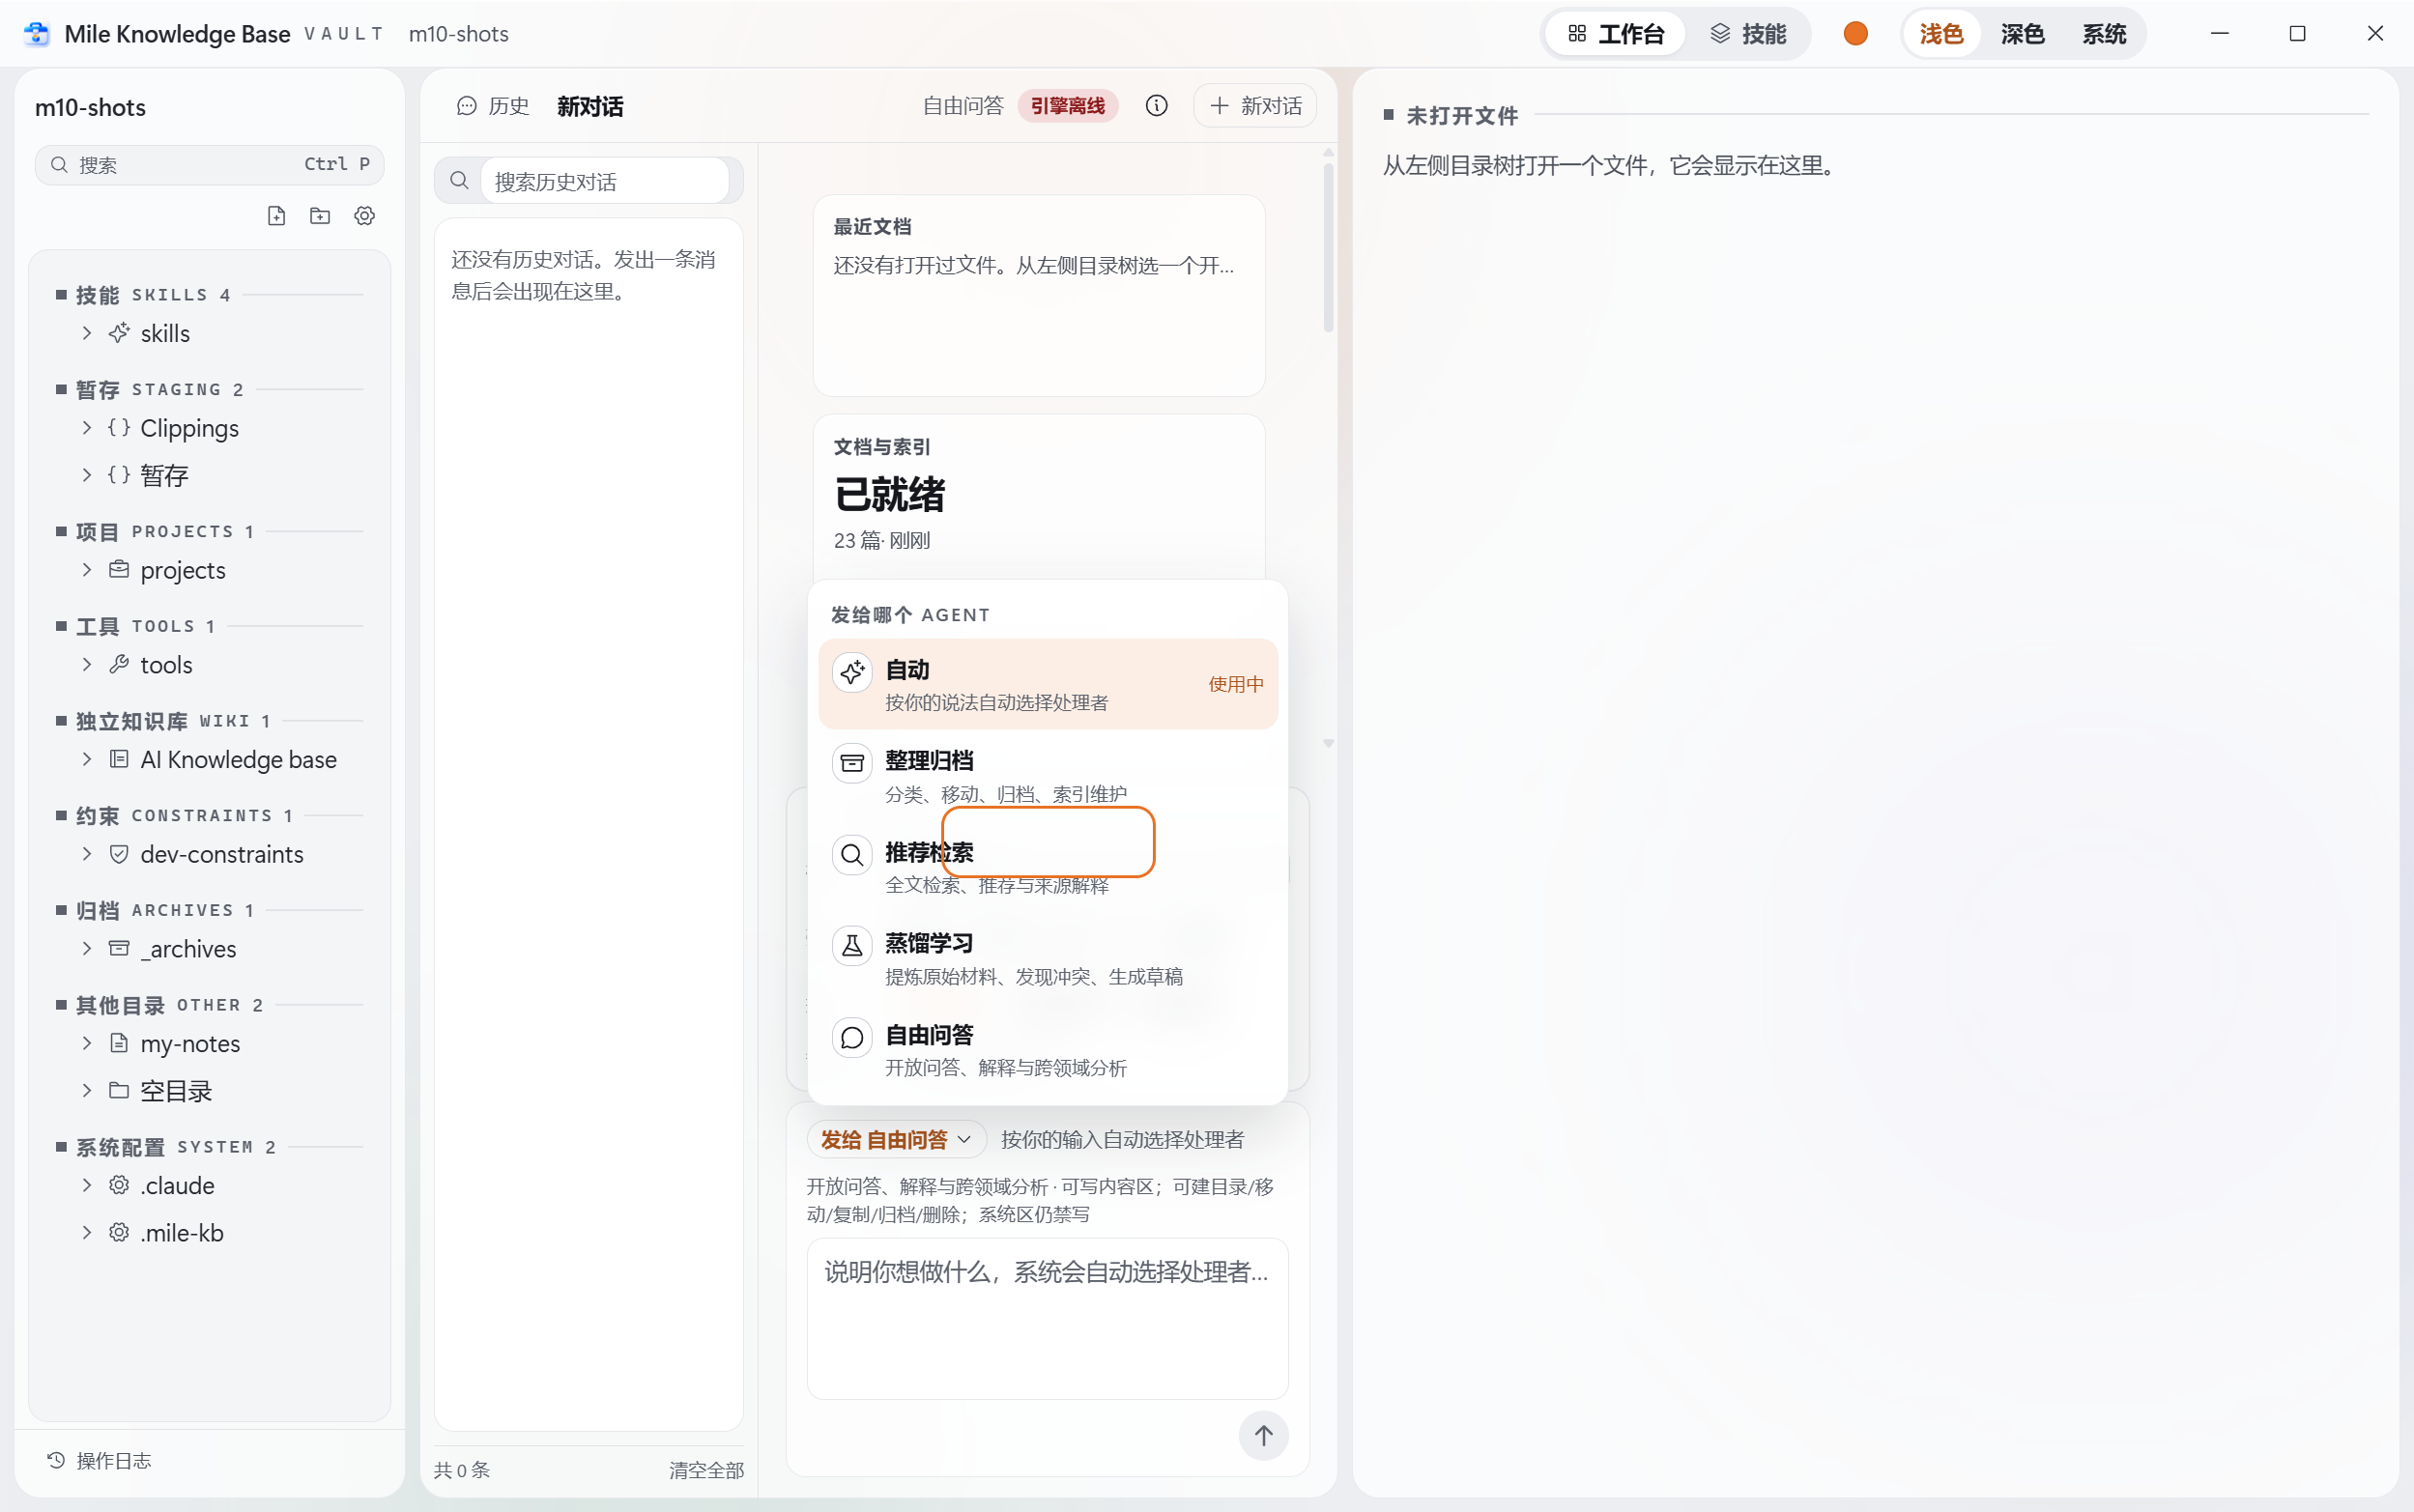 Mile Knowledge Base VAULT m10-shots
工作台
技能
浅色
深色
系统
m10-shots
搜索 Ctrl P
技能 SKILLS 4
skills
暂存 STAGING 2
Clippings
暂存
项目 PROJECTS 1
projects
工具 TOOLS 1
tools
独立知识库 WIKI 1
AI Knowledge base
约束 CONSTRAINTS 1
dev-constraints
归档 ARCHIVES 1
_archives
其他目录 OTHER 2
my-notes
空目录
系统配置 SYSTEM 2
.claude
.mile-kb
操作日志
历史
新对话
自由问答
引擎离线
新对话
搜索历史对话
还没有历史对话。发出一条消
息后会出现在这里。
共 0 条
清空全部
最近文档
还没有打开过文件。从左侧目录树选一个开...
文档与索引
已就绪
23 篇· 刚刚
发给哪个 AGENT
自动
按你的说法自动选择处理者
使用中
整理归档
分类、移动、归档、索引维护
推荐检索
全文检索、推荐与来源解释
蒸馏学习
提炼原始材料、发现冲突、生成草稿
自由问答
开放问答、解释与跨领域分析
发给 自由问答
按你的输入自动选择处理者
开放问答、解释与跨领域分析 · 可写内容区；可建目录/移
动/复制/归档/删除；系统区仍禁写
说明你想做什么，系统会自动选择处理者...
未打开文件
从左侧目录树打开一个文件，它会显示在这里。